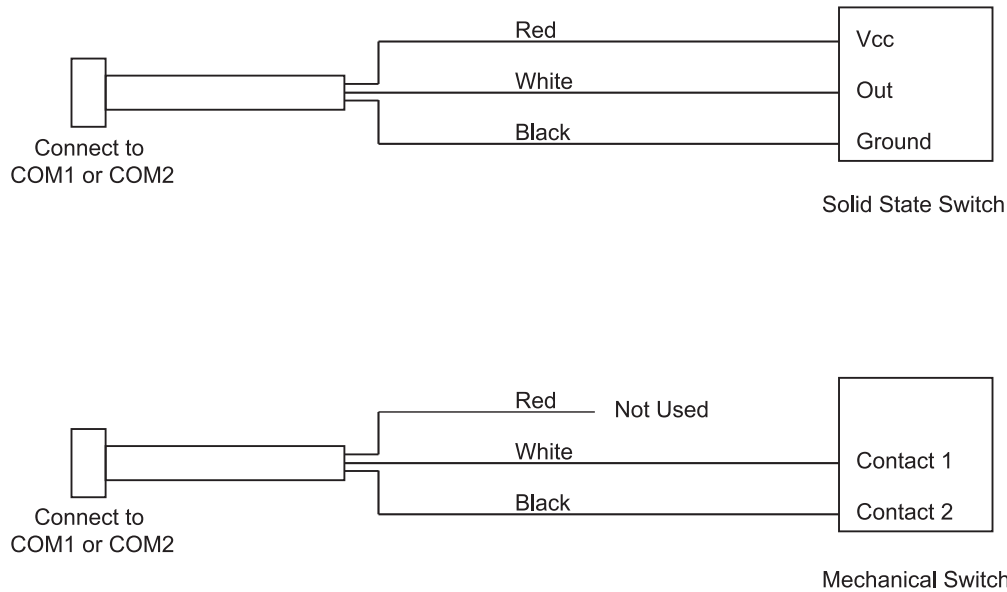 Red
Vcc
White
Out
Black
Ground
Connect to
COM1 or COM2
Solid State Switch
Red
Not Used
White
Contact 1
Black
Contact 2
Connect to
COM1 or COM2
Mechanical Switch